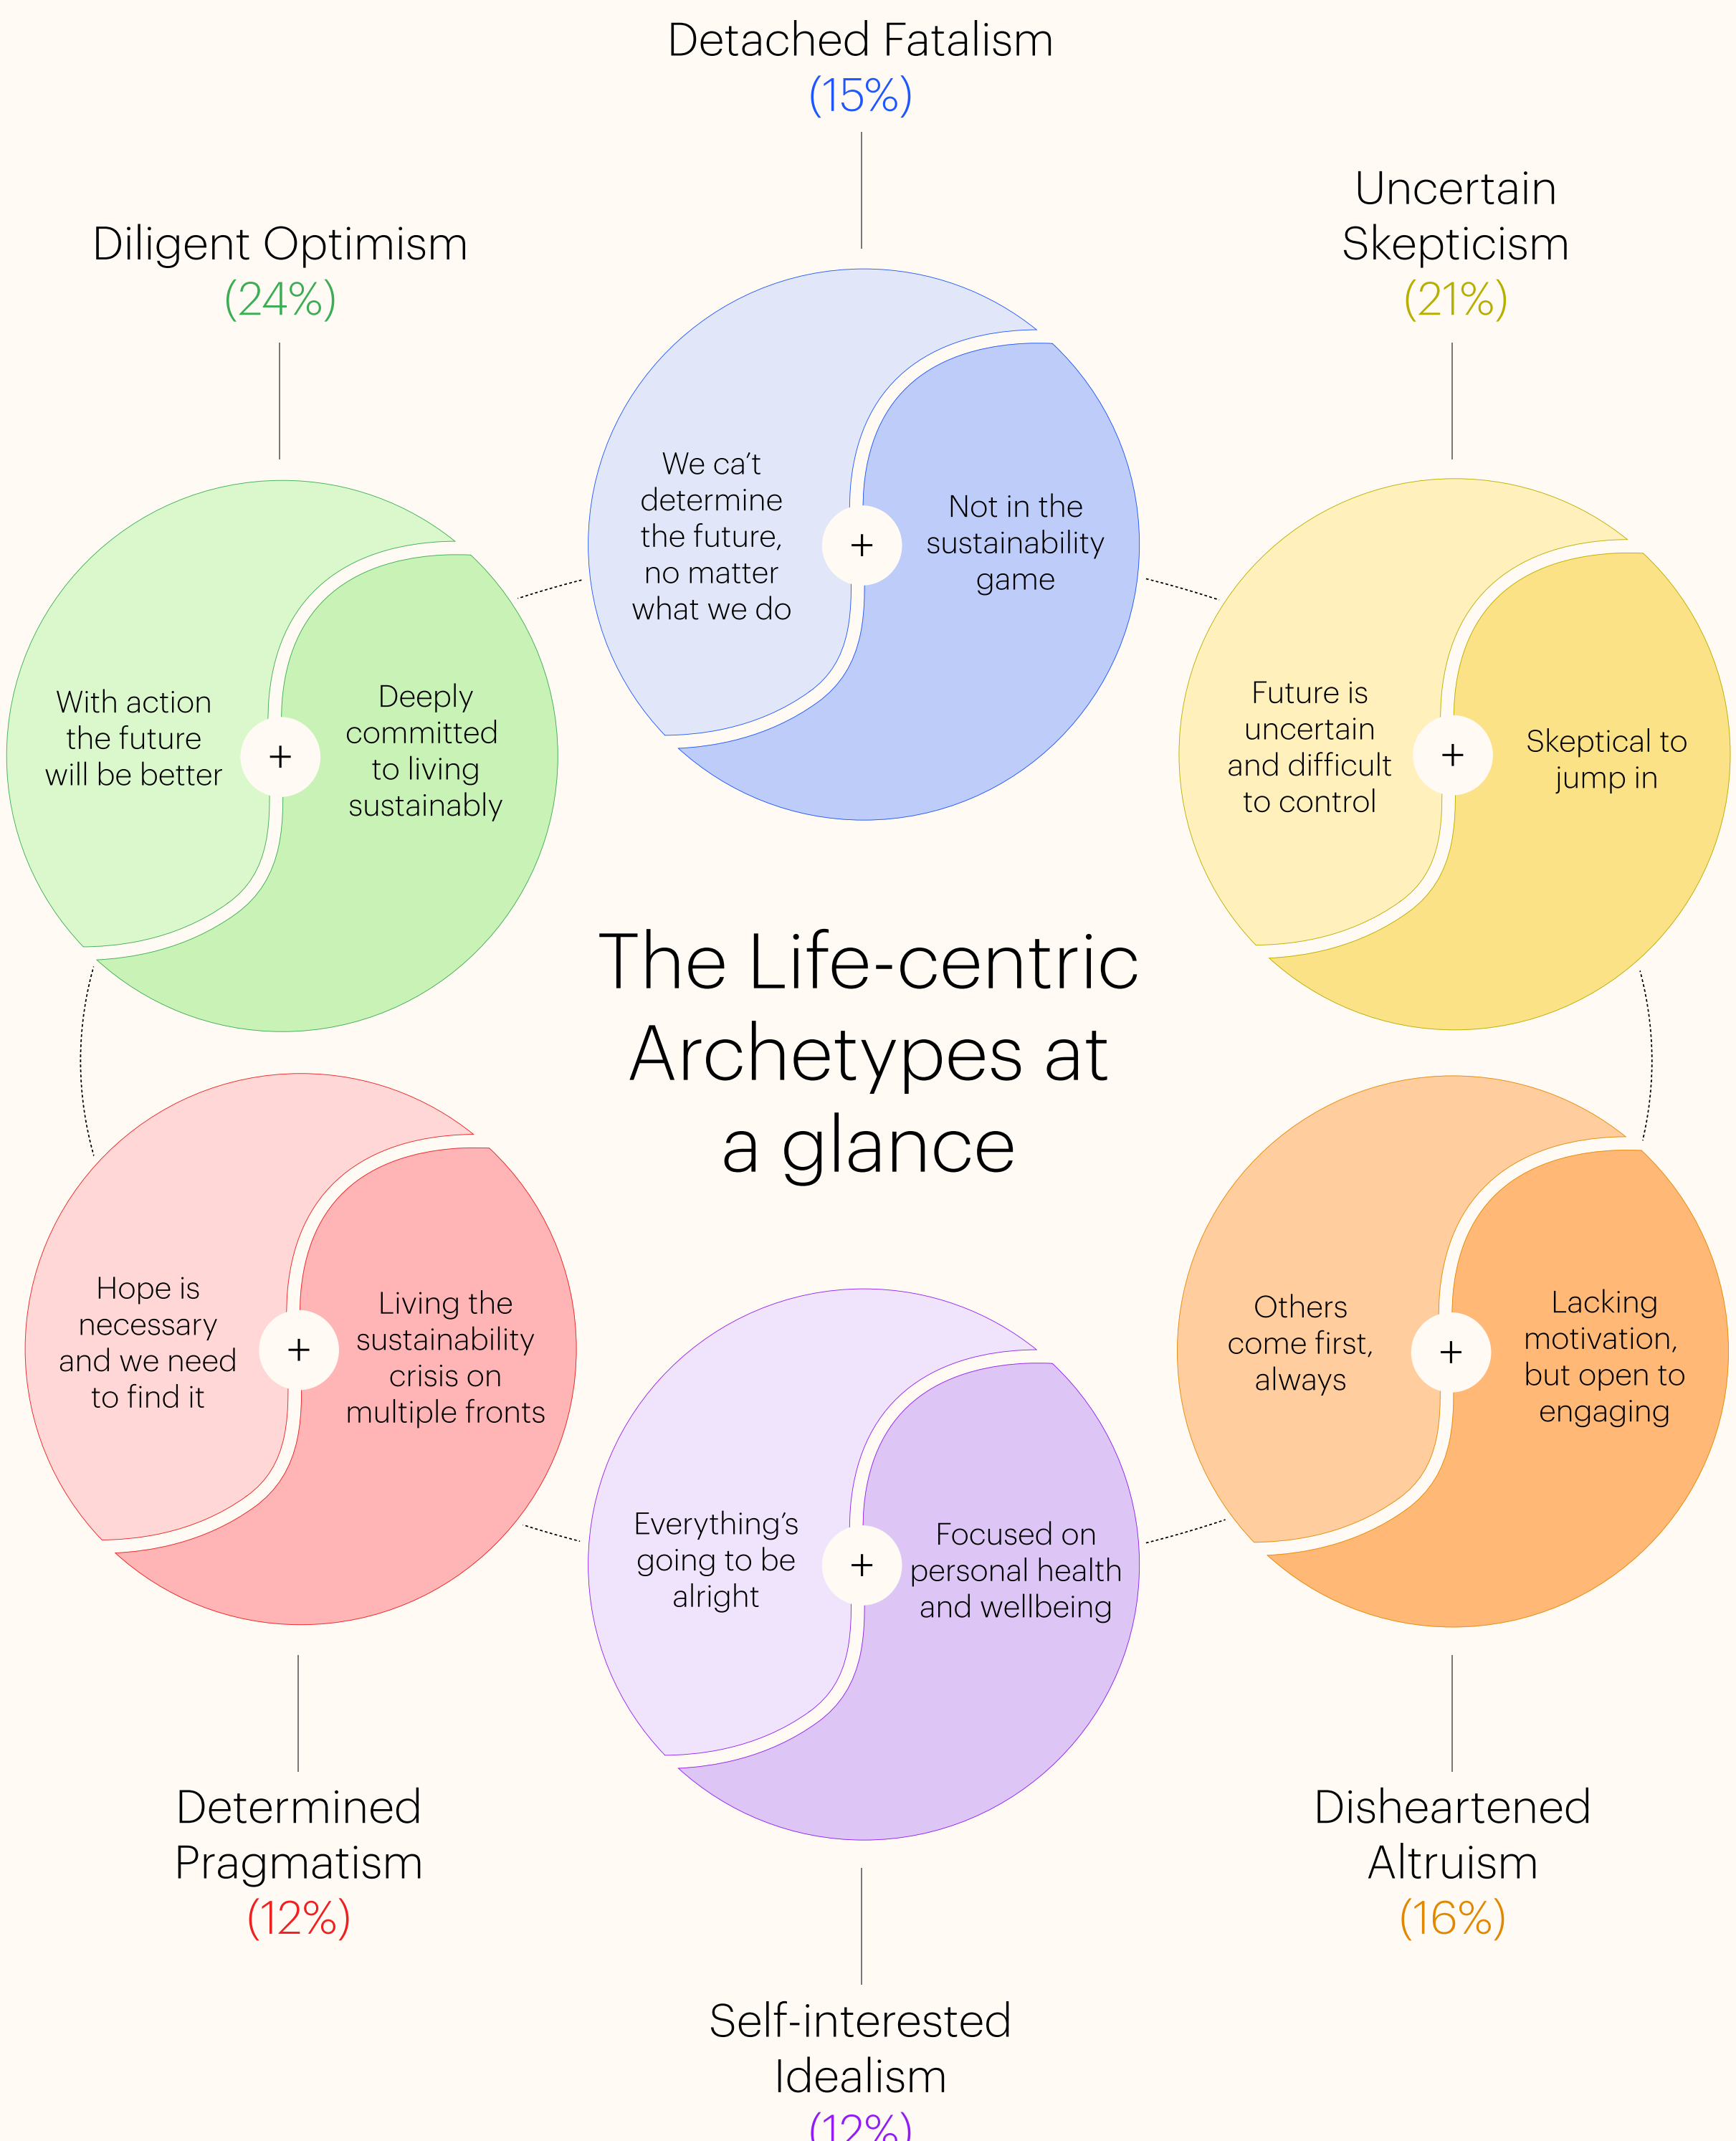 Detached Fatalism
(15%)
Uncertain
Skepticism
(21%)
Diligent Optimism
(24%)
We ca't
determine
the future,
no matter
what we do
Not in the
sustainability
game
With action
the future
will be better
Deeply
committed
to living
sustainably
Future is
uncertain
and difficult
to control
Skeptical to
jump in
The Life-centric
Archetypes at
a glance
Hope is
necessary
and we need
to find it
Living the
sustainability
crisis on
multiple fronts
Others
come first,
always
Lacking
motivation,
but open to
engaging
Everything’s
going to be
alright
Focused on
personal health
and wellbeing
Determined
Pragmatism
(12%)
Disheartened
Altruism
(16%)
Self-interested
Idealism
(12%)